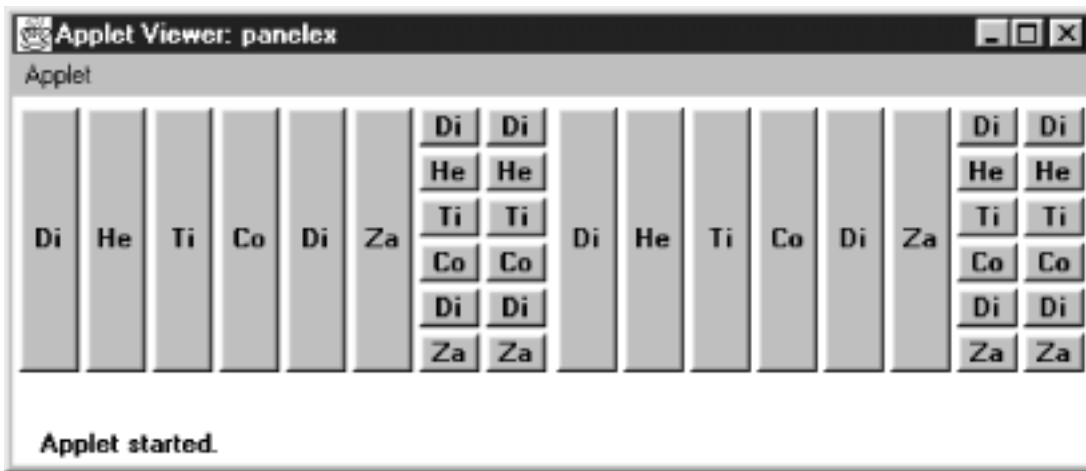 Applet Viewer: panelex
Applet
Di He Ti Co Di Za
Di Di
He He
Ti Ti
Co Co
Di Di
Za Za
Di He Ti Co Di Za
Di Di
He He
Ti Ti
Co Co
Di Di
Za Za
Applet started.